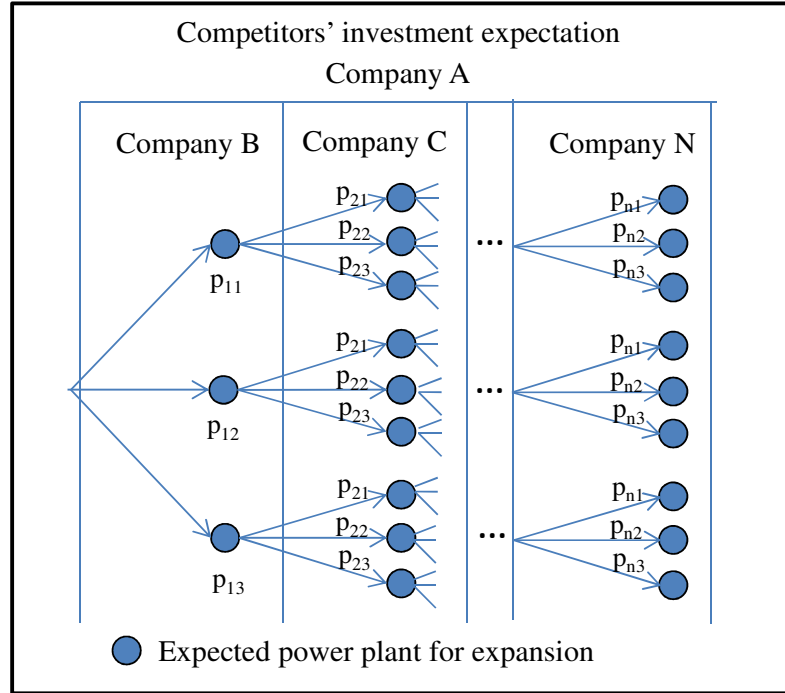 Competitors' investment expectation
Company A
Company B Company C Company N
p21 pn1
p22 ... pn2
p23 pn3
p11
p21 pn1
p22 ... pn2
p23 pn3
p12
p21 pn1
p22 ... pn2
p23 pn3
p13
Expected power plant for expansion